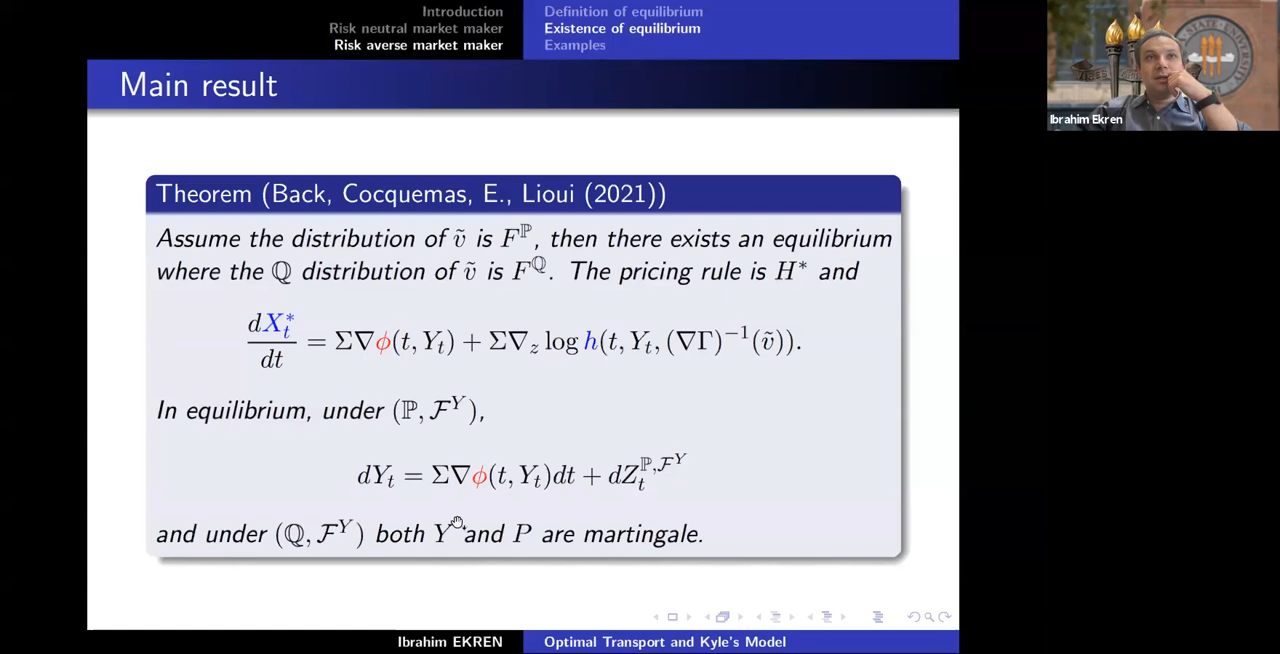 Introduction
Risk neutral market maker
Risk averse market maker
Definition of equilibrium
Existence of equilibrium
Examples
Main result
Theorem (Back, Cocquemas, E., Lioui (2021))
Assume the distribution of ṽ is F^ℙ, then there exists an equilibrium
where the ℚ distribution of ṽ is F^ℚ. The pricing rule is H* and
dX*_t/dt = Σ∇ϕ(t, Y_t) + Σ∇_z log h(t, Y_t, (∇Γ)^{-1}(ṽ)).
In equilibrium, under (ℙ, ℱ^Y),
dY_t = Σ∇ϕ(t, Y_t)dt + dZ_t^{ℙ,ℱ^Y}
and under (ℚ, ℱ^Y) both Y and P are martingale.
Ibrahim EKREN
Optimal Transport and Kyle's Model
Ibrahim Ekren